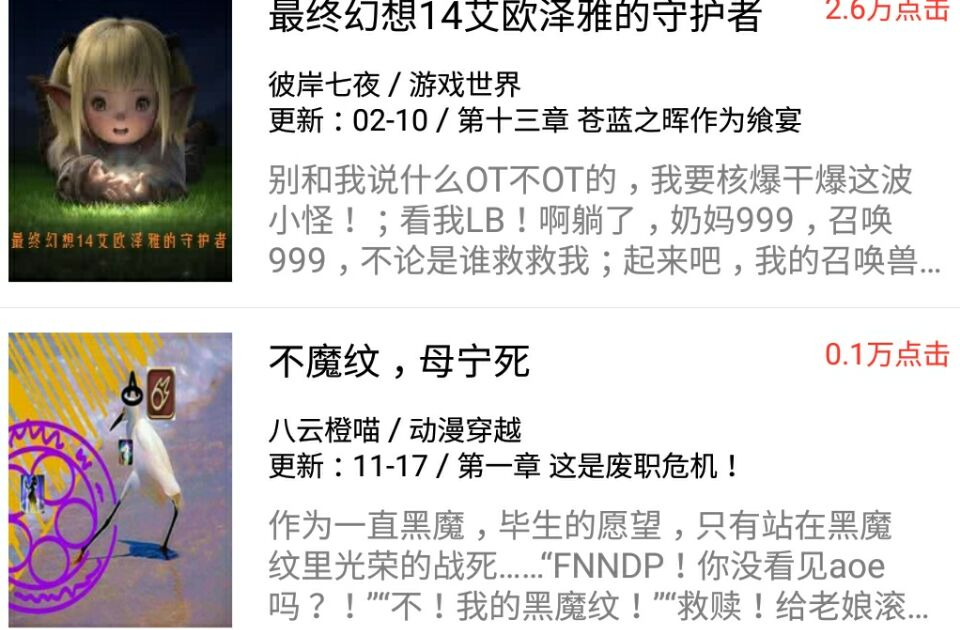 最终幻想14艾欧泽雅的守护者
2.6万点击
彼岸七夜 / 游戏世界
更新：02-10 / 第十三章 苍蓝之晖作为飨宴
别和我说什么OT不OT的，我要核爆干爆这波
小怪！；看我LB！啊躺了，奶妈999，召唤
999，不论是谁救救我；起来吧，我的召唤兽...
最终幻想14艾欧泽雅的守护者
不魔纹，母宁死
0.1万点击
八云橙喵 / 动漫穿越
更新：11-17 / 第一章 这是废职危机！
作为一直黑魔，毕生的愿望，只有站在黑魔
纹里光荣的战死......“FNNDP！你没看见aoe
吗？！”“不！我的黑魔纹！”“救赎！给老娘滚...